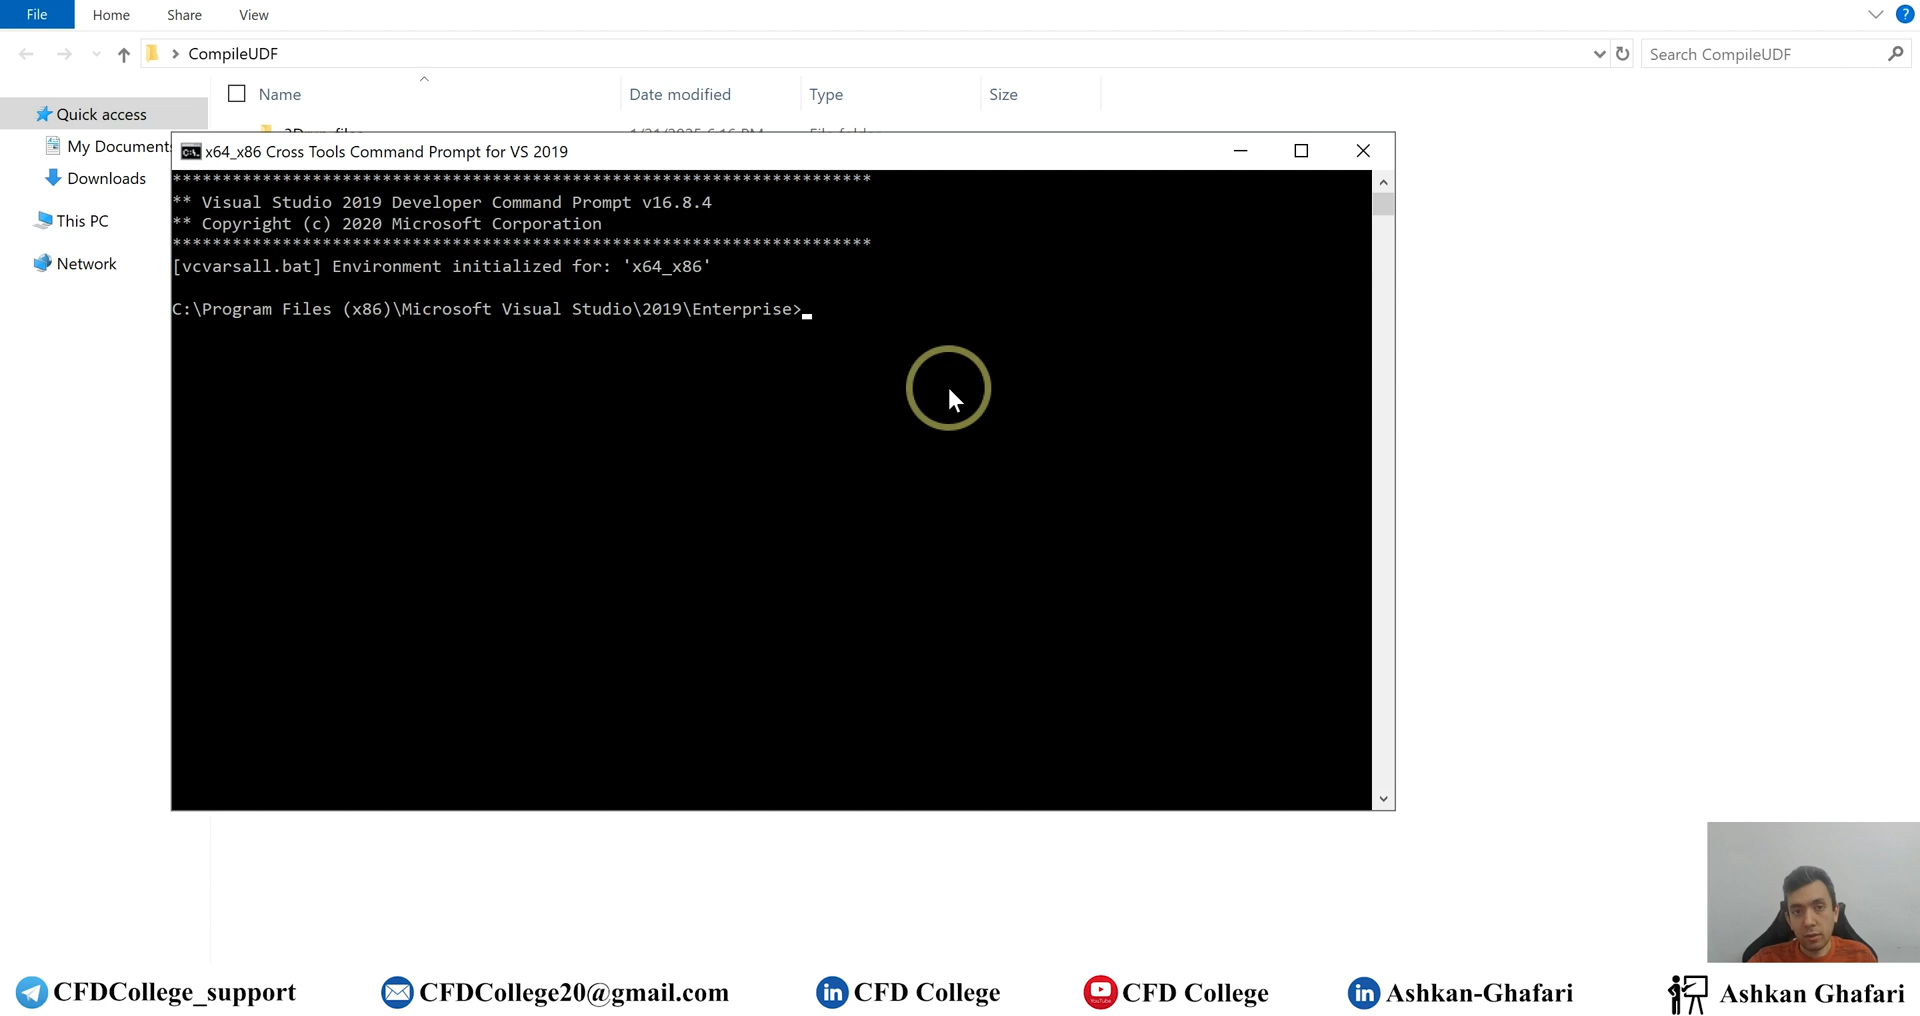 File Home Share View
CompileUDF
Search CompileUDF
Name Date modified Type Size
Quick access
My Documents
Downloads
This PC
Network
x64_x86 Cross Tools Command Prompt for VS 2019
**********************************************************************
** Visual Studio 2019 Developer Command Prompt v16.8.4
** Copyright (c) 2020 Microsoft Corporation
**********************************************************************
[vcvarsall.bat] Environment initialized for: 'x64_x86'
C:\Program Files (x86)\Microsoft Visual Studio\2019\Enterprise>
CFDCollege_support CFDCollege20@gmail.com CFD College CFD College Ashkan-Ghafari Ashkan Ghafari